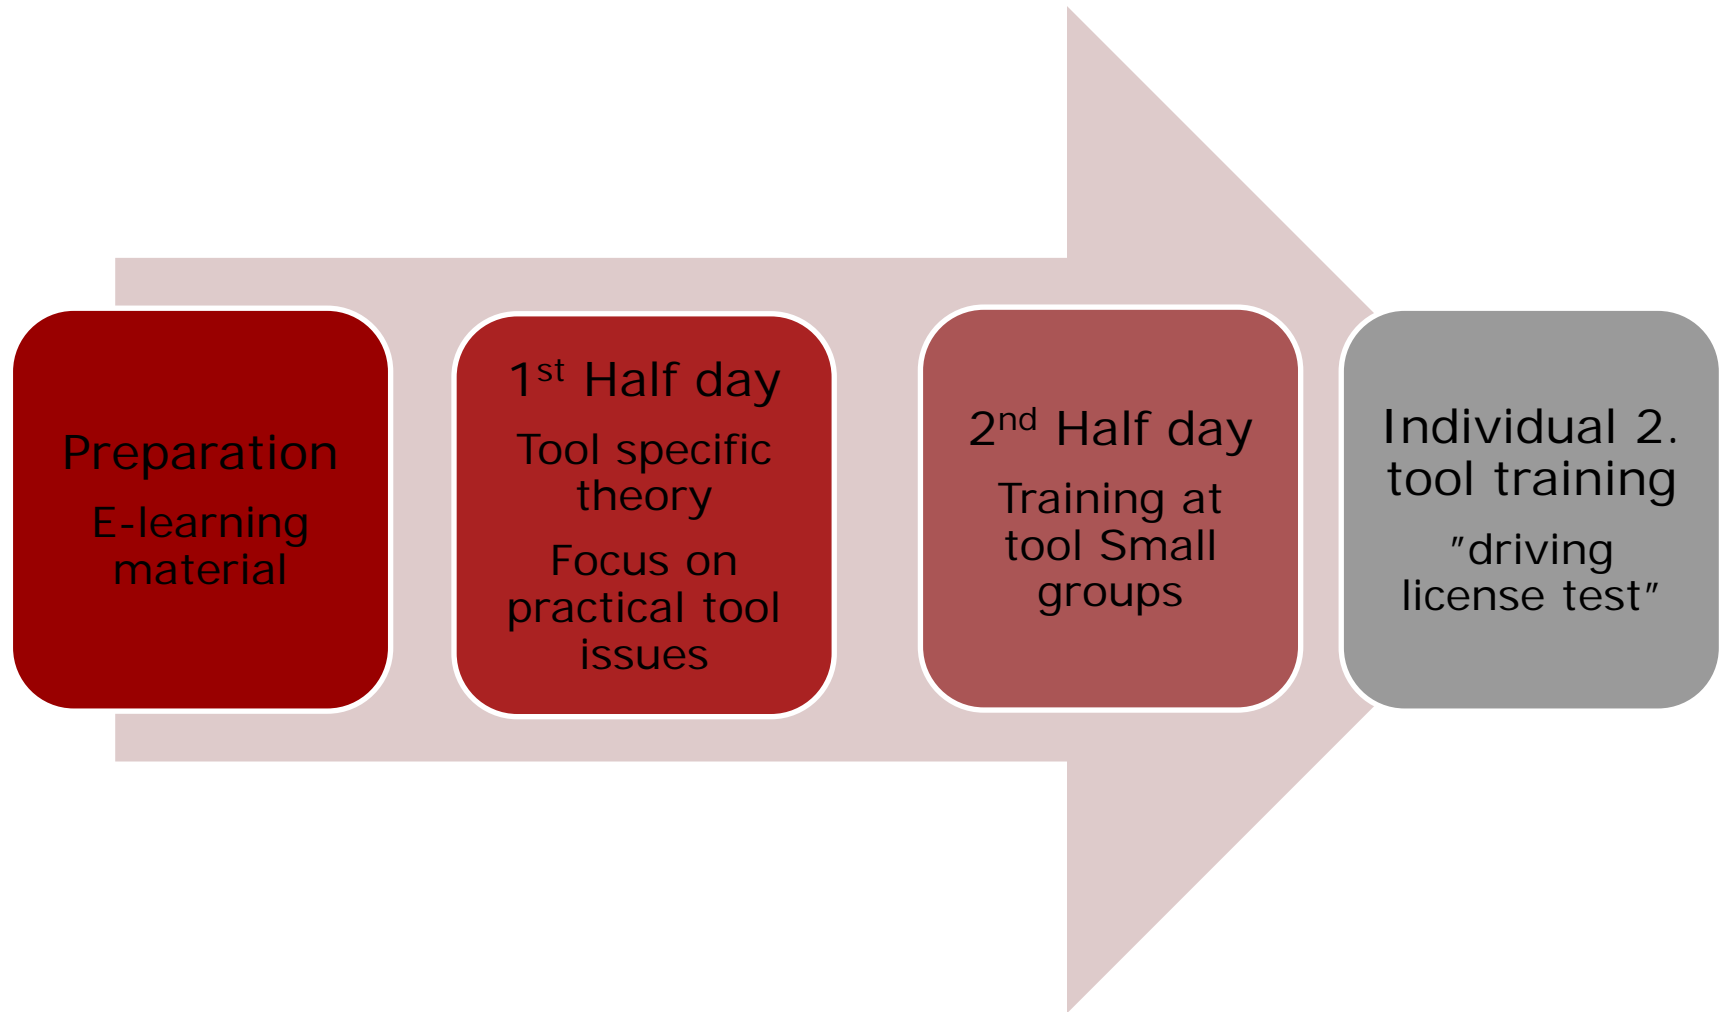 Preparation
E-learning
material
1st Half day
Tool specific
theory
Focus on
practical tool
issues
2nd Half day
Training at
tool Small
groups
Individual 2.
tool training
"driving
license test"